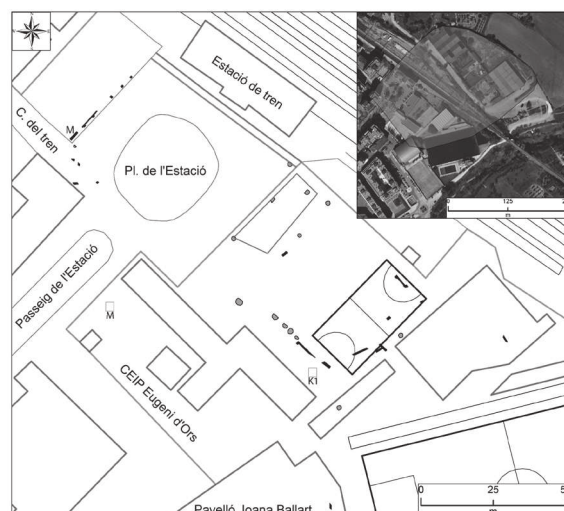 Estació de tren
C. del tren
M
Pl. de l'Estació
Passeig de l'Estació
M
CEIP Eugeni d'Ors
K1
Pavelló Joana Ballart
0 125
m
0 25
m